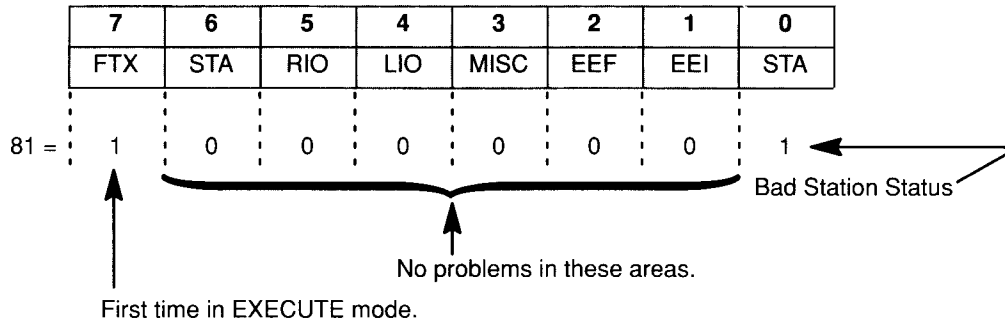 7 6 5 4 3 2 1 0
FTX STA RIO LIO MISC EEF EEI STA
81 = 1 0 0 0 0 0 0 1
Bad Station Status
No problems in these areas.
First time in EXECUTE mode.